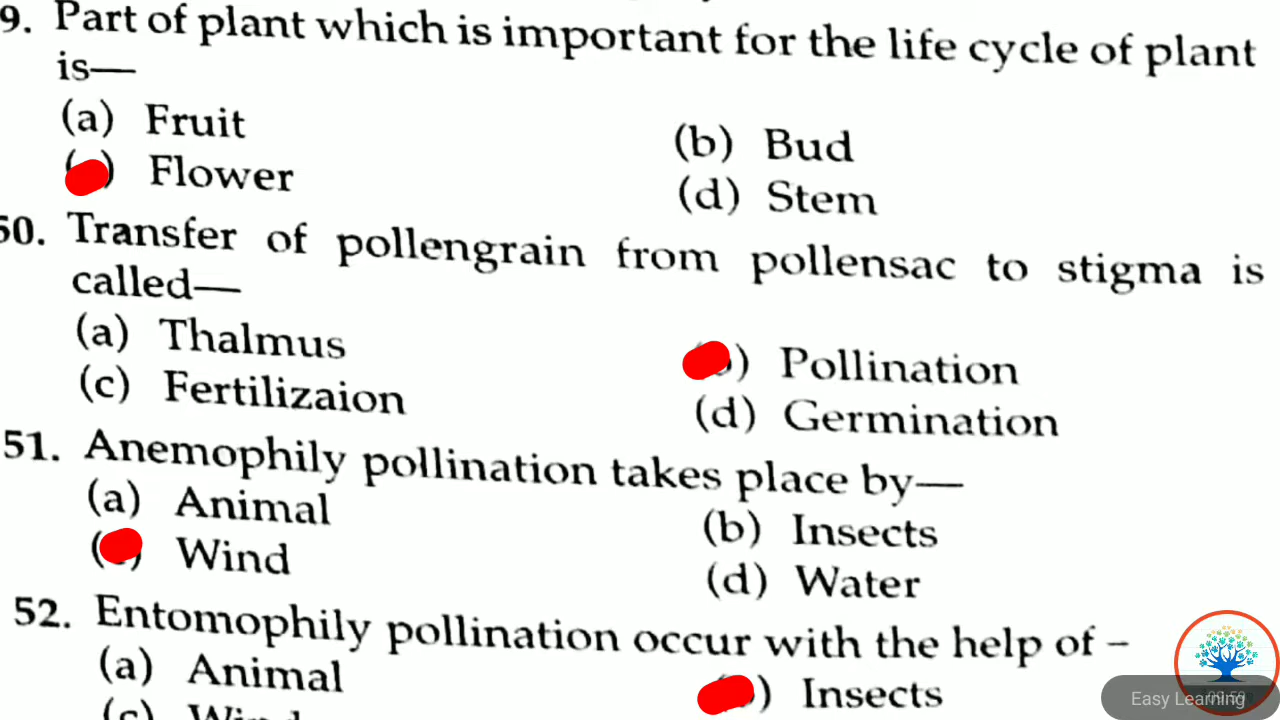 9. Part of plant which is important for the life cycle of plant
is—
(a) Fruit
(b) Bud
) Flower
(d) Stem
50. Transfer of pollengrain from pollensac to stigma is
called—
(a) Thalmus
) Pollination
(c) Fertilizaion
(d) Germination
51. Anemophily pollination takes place by—
(a) Animal
(b) Insects
( ) Wind
(d) Water
52. Entomophily pollination occur with the help of –
(a) Animal
) Insects
(c) Wind
Easy Learning